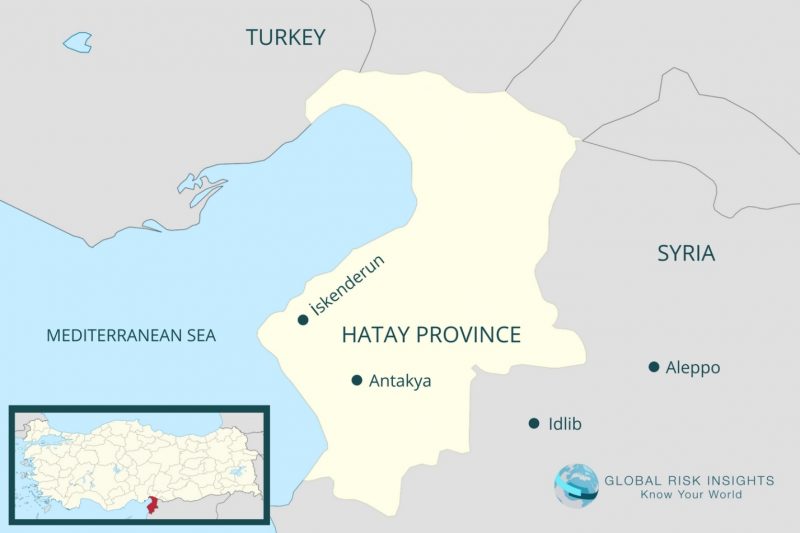 TURKEY
SYRIA
İskenderun
MEDITERRANEAN SEA
HATAY PROVINCE
Aleppo
Antakya
Idlib
GLOBAL RISK INSIGHTS
Know Your World